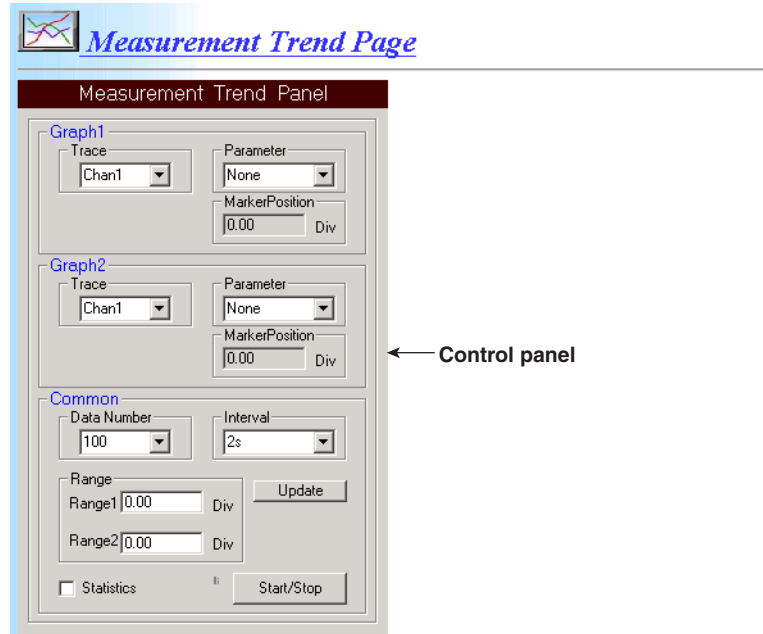 Measurement Trend Page
Measurement Trend Panel
Graph1
Trace
Parameter
Chan1
None
MarkerPosition
0.00
Div
Graph2
Trace
Parameter
Chan1
None
MarkerPosition
0.00
Div
Control panel
Common
Data Number
Interval
100
2s
Range
Range1 0.00 Div
Update
Range2 0.00 Div
Statistics
Start/Stop